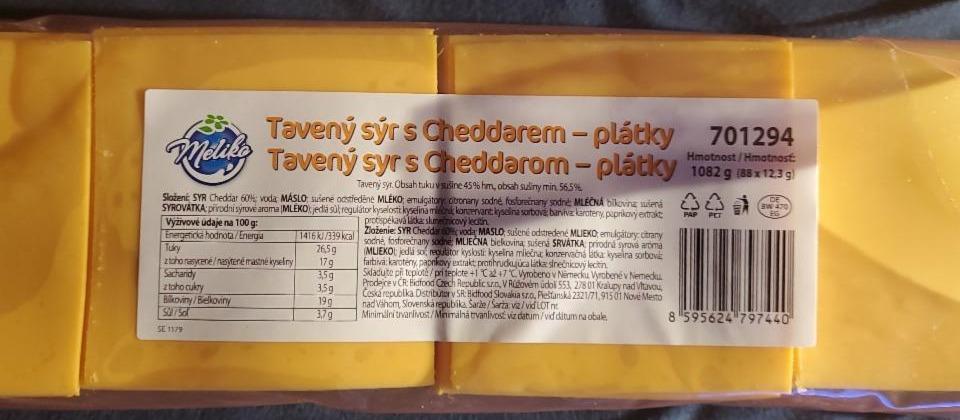 Meliko
Tavený sýr s Cheddarem – plátky
Tavený syr s Cheddarom – plátky
701294
Hmotnost / Hmotnosť:
1082 g (88 x 12,3 g)
Tavený syr. Obsah tuku v sušine 45% hm., obsah sušiny min. 56,5%.
Složení: SÝR Cheddar 60%; voda; MÁSLO; sušené odstředěné MLÉKO; emulgátory: citronany sodné, fosforečnany sodné; MLÉČNÁ bílkovina; sušená
SYROVÁTKA; přírodní sýrové aroma (MLÉKO); jedlá sůl; regulátor kyselosti: kyselina mléčná; konzervant: kyselina sorbová; barviva: karoteny, paprikový extrakt;
protispékavá látka: slunečnicový lecitin.
Zloženie: SYR Cheddar 60%; voda; MASLO; sušené odstredené MLIEKO; emulgátory: citrany
sodné, fosforečnany sodné; MLIEČNA bielkovina; sušená SRVÁTKA; prírodná syrová aróma
(MLIEKO); jedlá soľ; regulátor kyslosti: kyselina mliečna; konzervačná látka: kyselina sorbová;
farbivá: karotény, paprikový extrakt; protihrudkujúca látka: slnečnicový lecitín.
Skladujte při teplotě / pri teplote +1 °C až +7 °C. Vyrobeno v Německu. Vyrobené v Nemecku.
Prodejce v ČR: Bidfood Czech Republic s.r.o., V Růžovém údolí 553, 278 01 Kralupy nad Vltavou,
Česká republika. Distribútor v SR: Bidfood Slovakia s.r.o., Piešťanská 2321/71, 915 01 Nové Mesto
nad Váhom, Slovenská republika. Šarže / Šarža: viz / viď LOT nr.
Minimální trvanlivost / Minimálna trvanlivosť: viz datum / viď dátum na obale.
Výživové údaje na 100 g:
Energetická hodnota / Energia 1416 kJ/339 kcal
Tuky 26,5 g
z toho nasycené / nasýtené mastné kyseliny 17 g
Sacharidy 3,5 g
z toho cukry 3,5 g
Bílkoviny / Bielkoviny 19 g
Sůl / Soľ 3,7 g
SE 1179
PAP
PET
DE
BW 470
EG
8 595624 797440